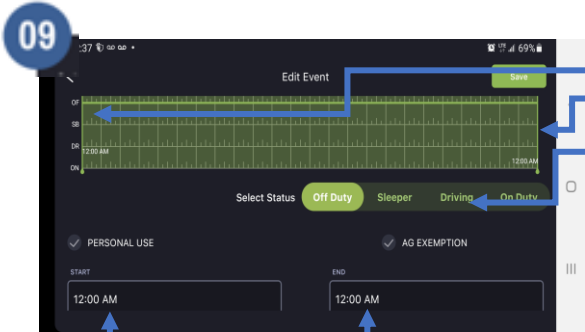 09
:37
69%
Edit Event
Save
OF
SB
DR
12:00 AM
12:00 AM
ON
Select Status Off Duty Sleeper Driving On Duty
PERSONAL USE AG EXEMPTION
START END
12:00 AM 12:00 AM